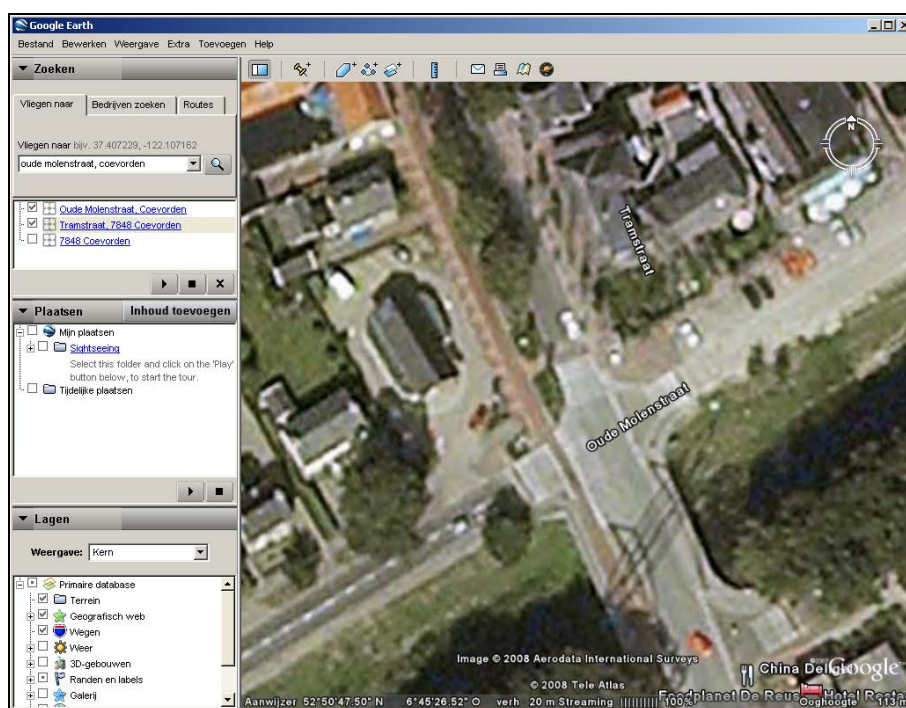 Google Earth
Bestand Bewerken Weergave Extra Toevoegen Help
Zoeken
Vliegen naar Bedrijven zoeken Routes
Vliegen naar bijv. 37.407229, -122.107162
oude molenstraat, coevorden
Oude Molenstraat, Coevorden
Tramstraat, 7848 Coevorden
7848 Coevorden
Plaatsen Inhoud toevoegen
Mijn plaatsen
Sightseeing
Select this folder and click on the 'Play'
button below, to start the tour.
Tijdelijke plaatsen
Lagen
Weergave: Kern
Primaire database
Terrein
Geografisch web
Wegen
Weer
3D-gebouwen
Randen en labels
Galerij
N
Tramstraat
Oude Molenstraat
Image © 2008 Aerodata International Surveys
© 2008 Tele Atlas
China Del
Google
Foodplanet De Reus Hotel Resta
Aanwijzer 52°50'47.50" N 6°45'26.52" O verh 20 m Streaming 100% Ooghoogte 113 m